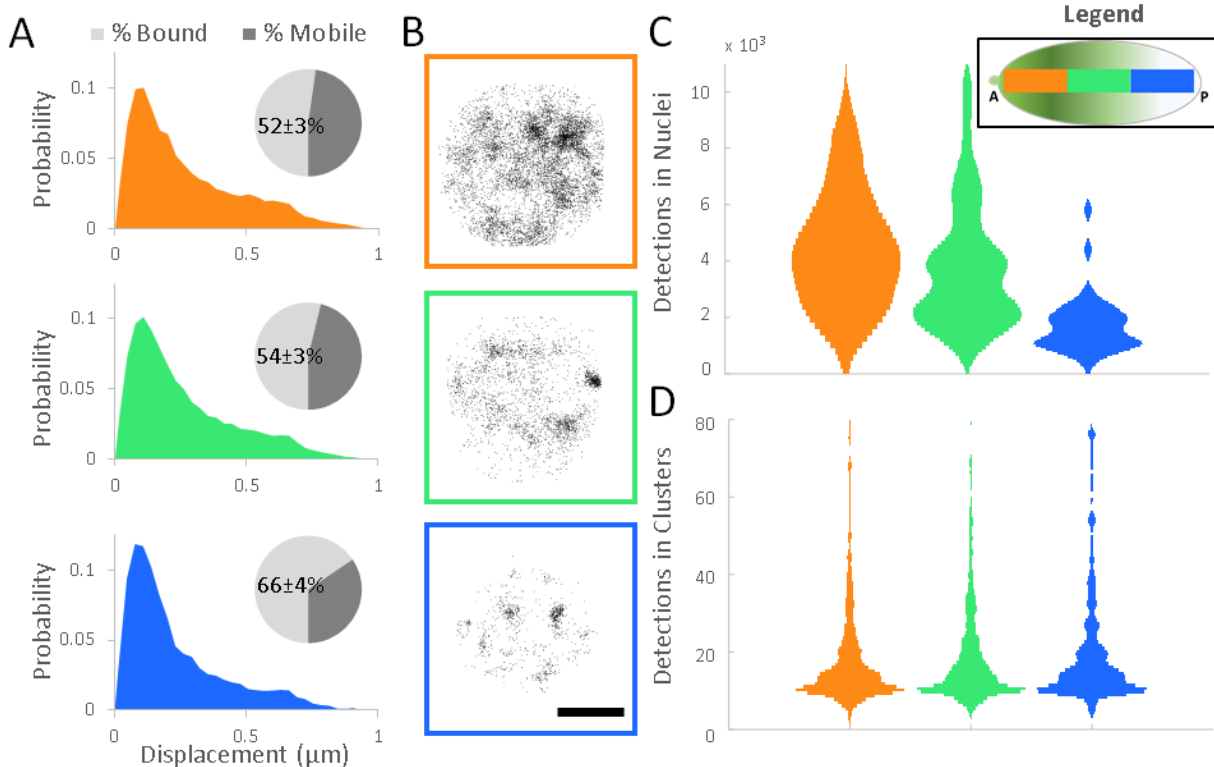 A
% Bound
% Mobile
Probability
0.1
0.05
0
0
0.5
1
52±3%
Probability
0.1
0.05
0
0
0.5
1
54±3%
Probability
0.1
0.05
0
0
0.5
1
66±4%
Displacement (µm)
B
C
x 10³
Detections in Nuclei
10
8
6
4
2
0
Legend
A
P
D
Detections in Clusters
80
60
40
20
0